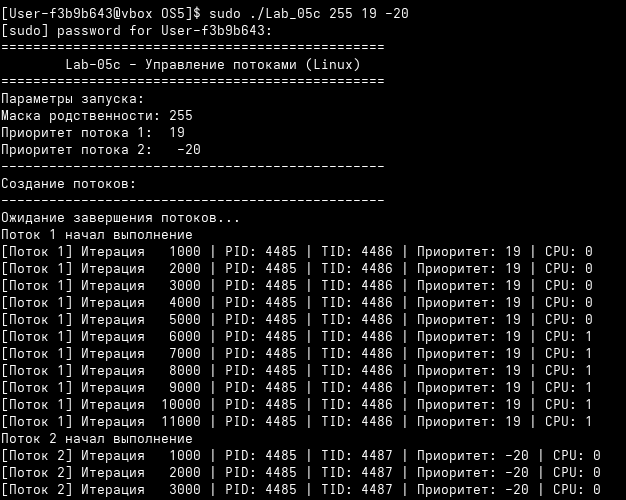 [User-f3b9b643@vbox OS5]$ sudo ./Lab_05c 255 19 -20
[sudo] password for User-f3b9b643:
================================================
        Lab-05c - Управление потоками (Linux)
================================================
Параметры запуска:
Маска родственности: 255
Приоритет потока 1:  19
Приоритет потока 2:   -20
------------------------------------------------
Создание потоков:
------------------------------------------------
Ожидание завершения потоков...
Поток 1 начал выполнение
[Поток 1] Итерация   1000 | PID: 4485 | TID: 4486 | Приоритет: 19 | CPU: 0
[Поток 1] Итерация   2000 | PID: 4485 | TID: 4486 | Приоритет: 19 | CPU: 0
[Поток 1] Итерация   3000 | PID: 4485 | TID: 4486 | Приоритет: 19 | CPU: 0
[Поток 1] Итерация   4000 | PID: 4485 | TID: 4486 | Приоритет: 19 | CPU: 0
[Поток 1] Итерация   5000 | PID: 4485 | TID: 4486 | Приоритет: 19 | CPU: 0
[Поток 1] Итерация   6000 | PID: 4485 | TID: 4486 | Приоритет: 19 | CPU: 1
[Поток 1] Итерация   7000 | PID: 4485 | TID: 4486 | Приоритет: 19 | CPU: 1
[Поток 1] Итерация   8000 | PID: 4485 | TID: 4486 | Приоритет: 19 | CPU: 1
[Поток 1] Итерация   9000 | PID: 4485 | TID: 4486 | Приоритет: 19 | CPU: 1
[Поток 1] Итерация  10000 | PID: 4485 | TID: 4486 | Приоритет: 19 | CPU: 1
[Поток 1] Итерация  11000 | PID: 4485 | TID: 4486 | Приоритет: 19 | CPU: 1
Поток 2 начал выполнение
[Поток 2] Итерация   1000 | PID: 4485 | TID: 4487 | Приоритет: -20 | CPU: 0
[Поток 2] Итерация   2000 | PID: 4485 | TID: 4487 | Приоритет: -20 | CPU: 0
[Поток 2] Итерация   3000 | PID: 4485 | TID: 4487 | Приоритет: -20 | CPU: 0